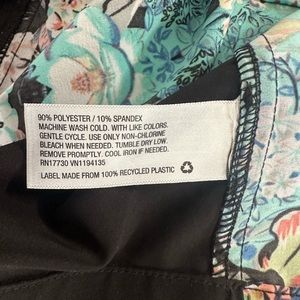 90% POLYESTER / 10% SPANDEX
MACHINE WASH COLD. WITH LIKE COLORS.
GENTLE CYCLE. USE ONLY NON-CHLORINE
BLEACH WHEN NEEDED. TUMBLE DRY LOW.
REMOVE PROMPTLY. COOL IRON IF NEEDED.
RN17730 VN1194135
LABEL MADE FROM 100% RECYCLED PLASTIC